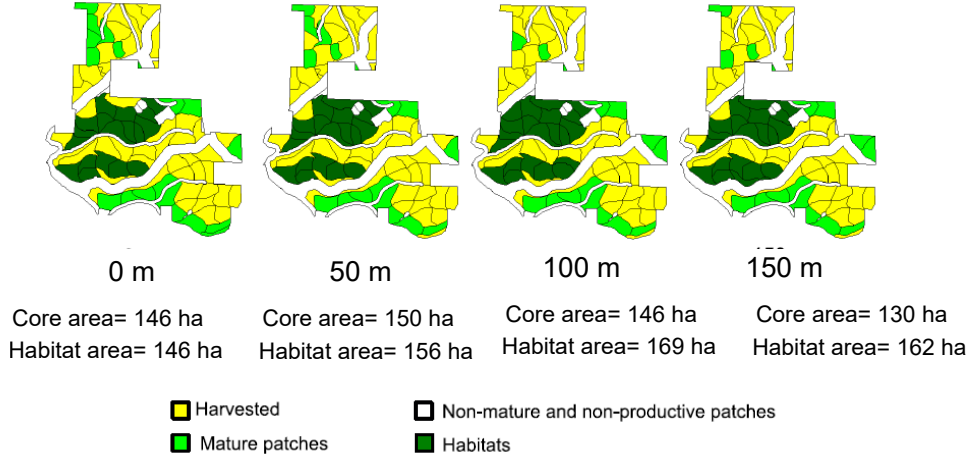 0 m
50 m
100 m
150 m
Core area= 146 ha
Habitat area= 146 ha
Core area= 150 ha
Habitat area= 156 ha
Core area= 146 ha
Habitat area= 169 ha
Core area= 130 ha
Habitat area= 162 ha
Harvested
Non-mature and non-productive patches
Mature patches
Habitats